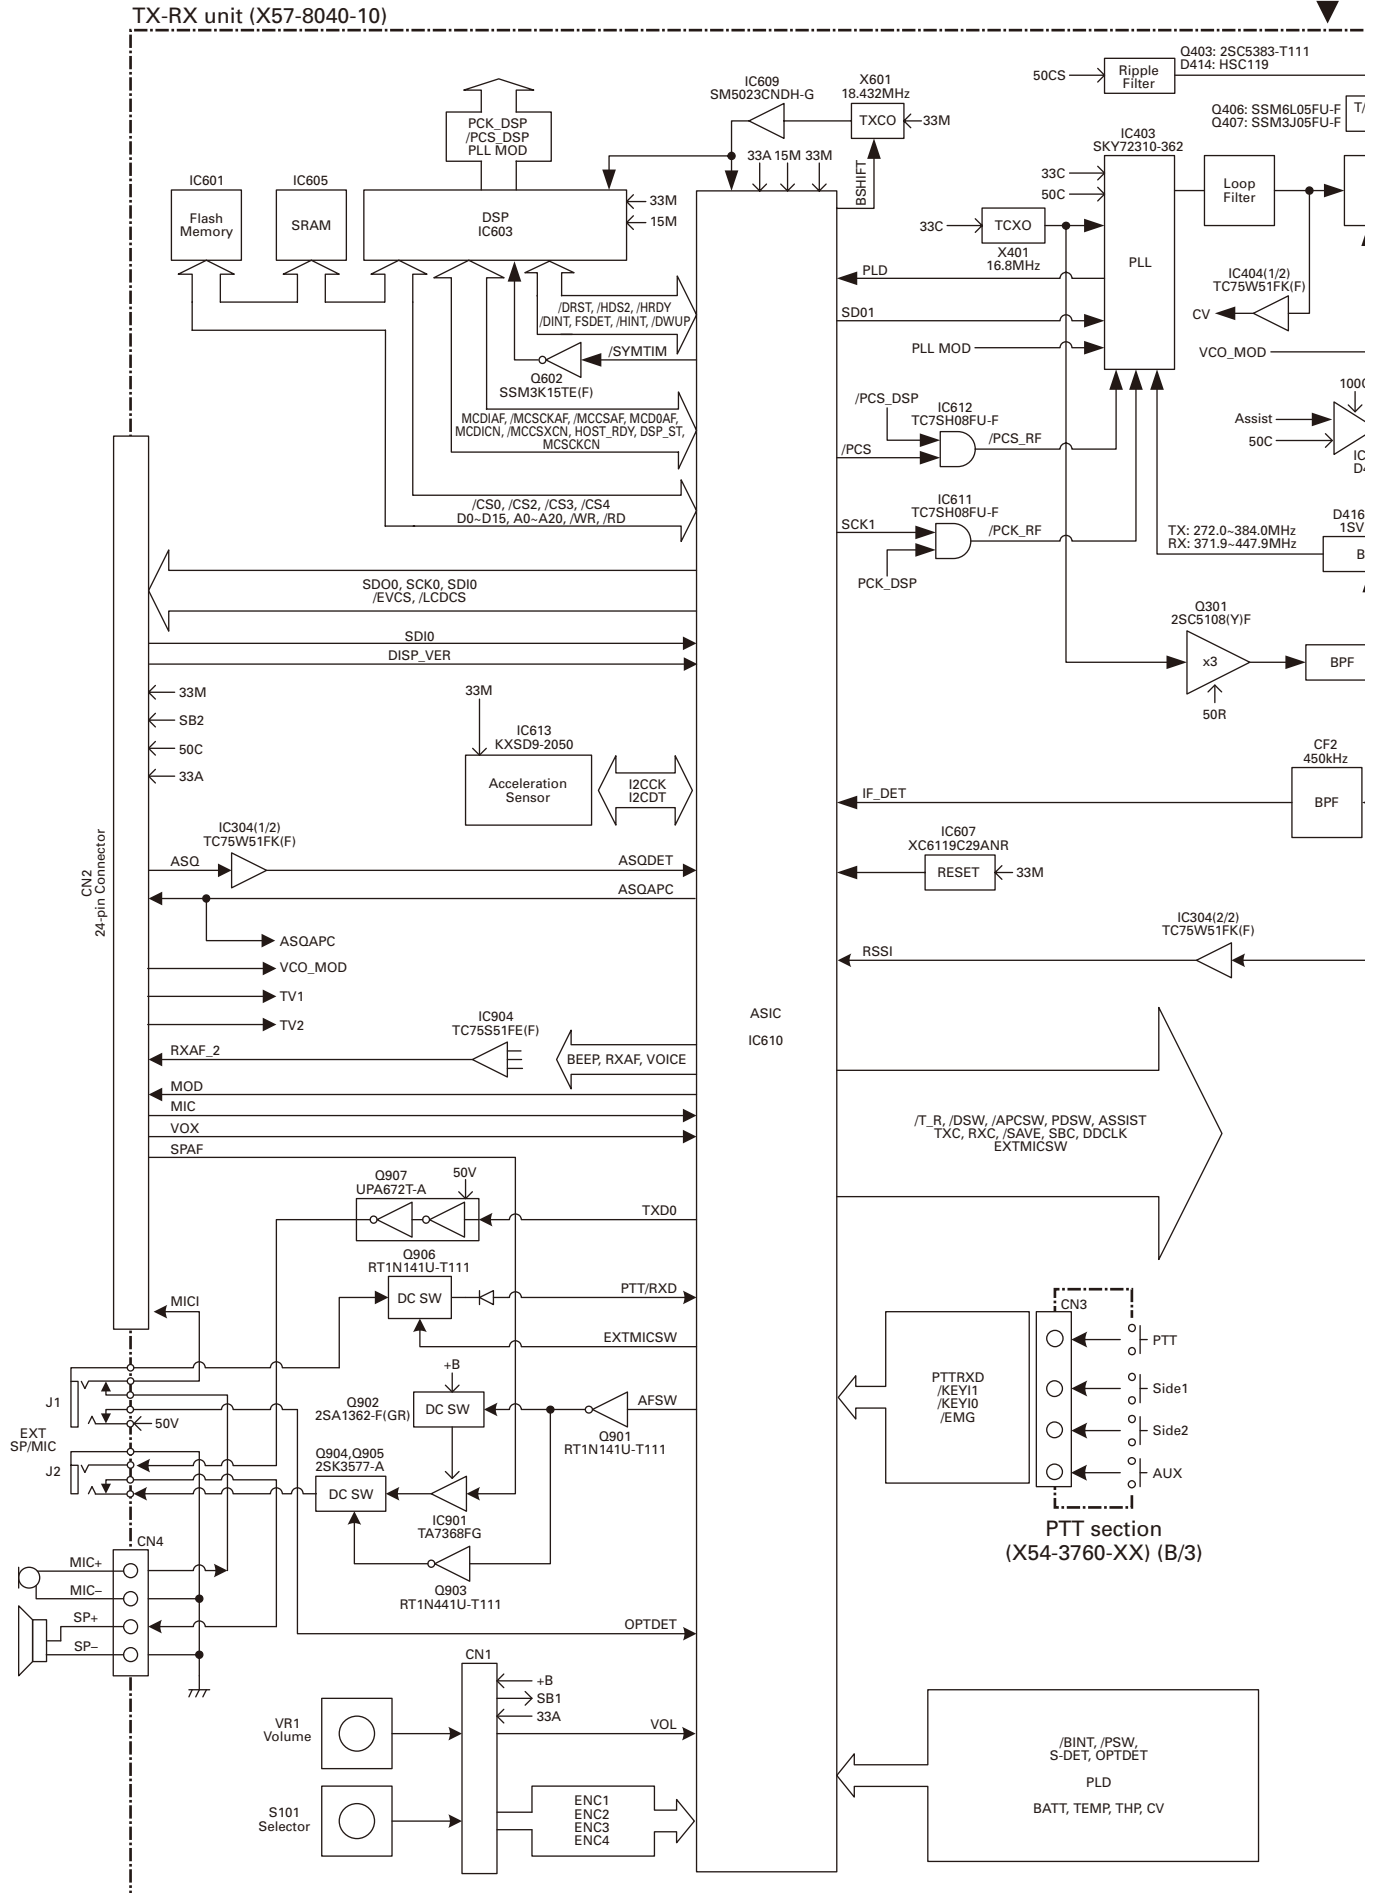 TX-RX unit (X57-8040-10)
Q403: 2SC5383-T111
D414: HSC119
50CS
Ripple
Filter
Q406: SSM6L05FU-F
Q407: SSM3J05FU-F
T/
IC609
SM5023CNDH-G
X601
18.432MHz
TXCO
33M
BSHIFT
33A 15M 33M
PCK_DSP
/PCS_DSP
PLL MOD
IC601
Flash
Memory
IC605
SRAM
DSP
IC603
33M
15M
IC403
SKY72310-362
33C
50C
PLL
Loop
Filter
33C
TCXO
X401
16.8MHz
PLD
SD01
PLL MOD
IC404(1/2)
TC75W51FK(F)
CV
VCO_MOD
/DRST, /HDS2, /HRDY
/DINT, FSDET, /HINT, /DWUP
/SYMTIM
Q602
SSM3K15TE(F)
MCDIAF, /MCSCKAF, /MCCSAF, MCD0AF,
MCDICN, /MCCSXCN, HOST_RDY, DSP_ST,
MCSCKCN
/CS0, /CS2, /CS3, /CS4
D0~D15, A0~A20, /WR, /RD
/PCS_DSP
IC612
TC7SH08FU-F
/PCS
/PCS_RF
IC611
TC7SH08FU-F
SCK1
/PCK_RF
PCK_DSP
100C
Assist
50C
IC
D4
D416
1SV
B
TX: 272.0~384.0MHz
RX: 371.9~447.9MHz
Q301
2SC5108(Y)F
x3
50R
BPF
SDO0, SCK0, SDI0
/EVCS, /LCDCS
SDI0
DISP_VER
33M
SB2
50C
33A
33M
IC613
KXSD9-2050
Acceleration
Sensor
I2CCK
I2CDT
CF2
450kHz
BPF
IF_DET
IC607
XC6119C29ANR
RESET
33M
CN2
24-pin Connector
IC304(1/2)
TC75W51FK(F)
ASQ
ASQDET
ASQAPC
ASQAPC
VCO_MOD
TV1
TV2
IC304(2/2)
TC75W51FK(F)
RSSI
ASIC
IC610
IC904
TC75S51FE(F)
RXAF_2
BEEP, RXAF, VOICE
MOD
MIC
VOX
SPAF
/T_R, /DSW, /APCSW, PDSW, ASSIST
TXC, RXC, /SAVE, SBC, DDCLK
EXTMICSW
Q907
UPA672T-A
50V
TXD0
Q906
RT1N141U-T111
DC SW
PTT/RXD
MICI
EXTMICSW
+B
Q902
2SA1362-F(GR)
DC SW
AFSW
Q901
RT1N141U-T111
J1
50V
EXT
SP/MIC
J2
Q904,Q905
2SK3577-A
DC SW
IC901
TA7368FG
Q903
RT1N441U-T111
CN4
MIC+
MIC–
SP+
SP–
OPTDET
PTTRXD
/KEYI1
/KEYI0
/EMG
CN3
PTT
Side1
Side2
AUX
PTT section
(X54-3760-XX) (B/3)
CN1
+B
SB1
33A
VR1
Volume
VOL
S101
Selector
ENC1
ENC2
ENC3
ENC4
/BINT, /PSW,
S-DET, OPTDET
PLD
BATT, TEMP, THP, CV